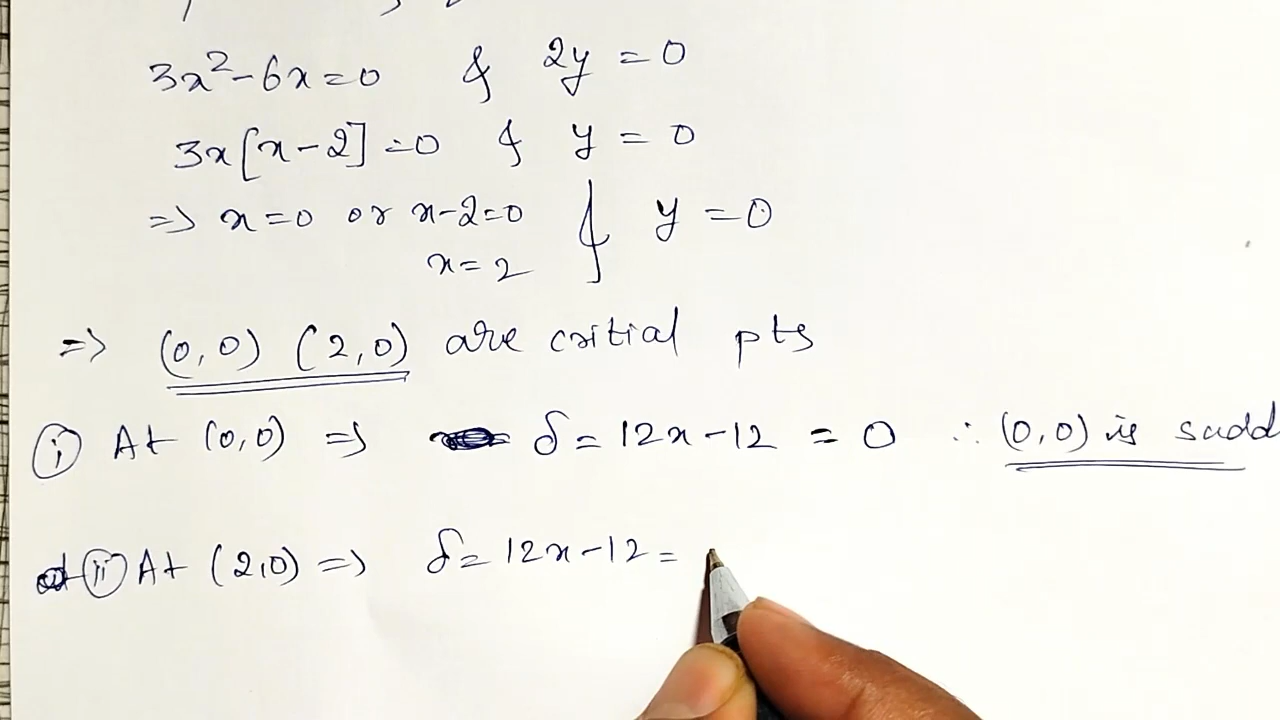 3x²-6x=0 & 2y=0
3x[x-2]=0 & y=0
=> x=0 or x-2=0 & y=0
x=2
=> (0,0) (2,0) are critial pts
(i) At (0,0) => δ=12x-12 = 0 ∴ (0,0) is sadd
(ii) At (2,0) => δ=12x-12=